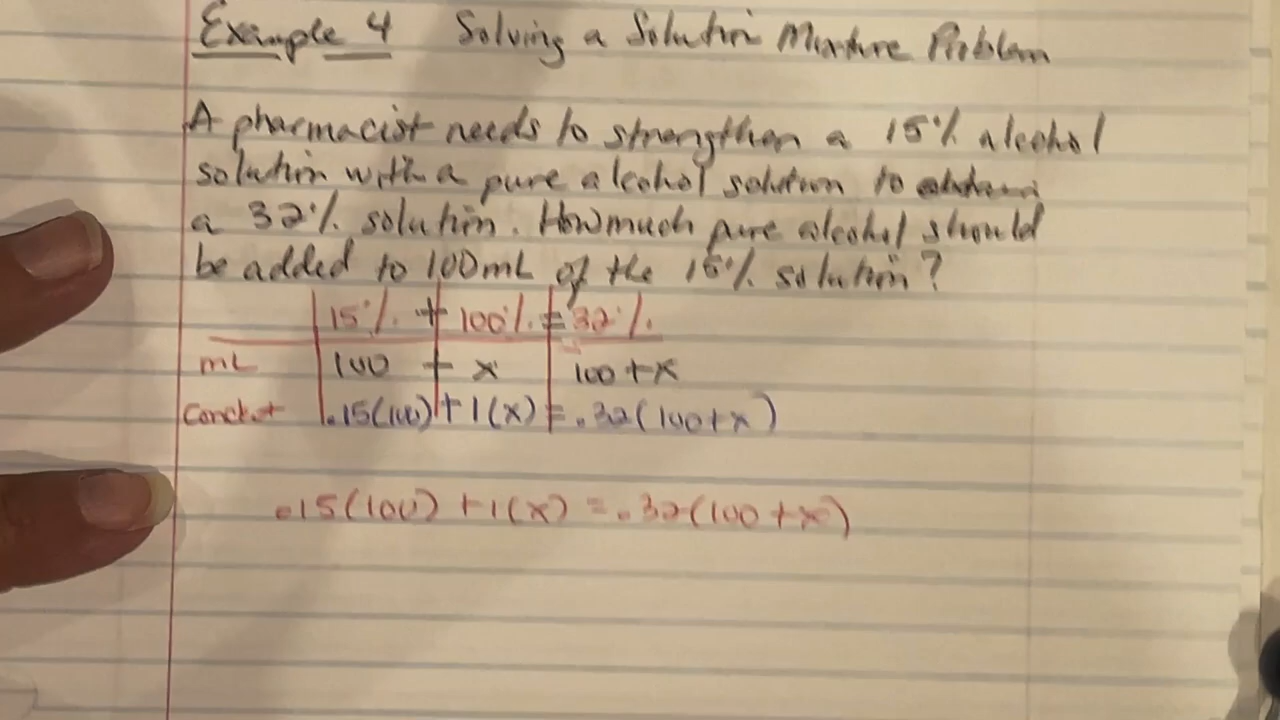 Example 4 Solving a Solution Mixture Problem
A pharmacist needs to strengthen a 15% alcohol
solution with a pure alcohol solution to obtain
a 32% solution. How much pure alcohol should
be added to 100mL of the 15% solution?
15% + 100% = 32%
mL 100 + x 100 + x
.15(100) + 1(x) = .32(100+x)
.15(100) + 1(x) = .32(100+x)